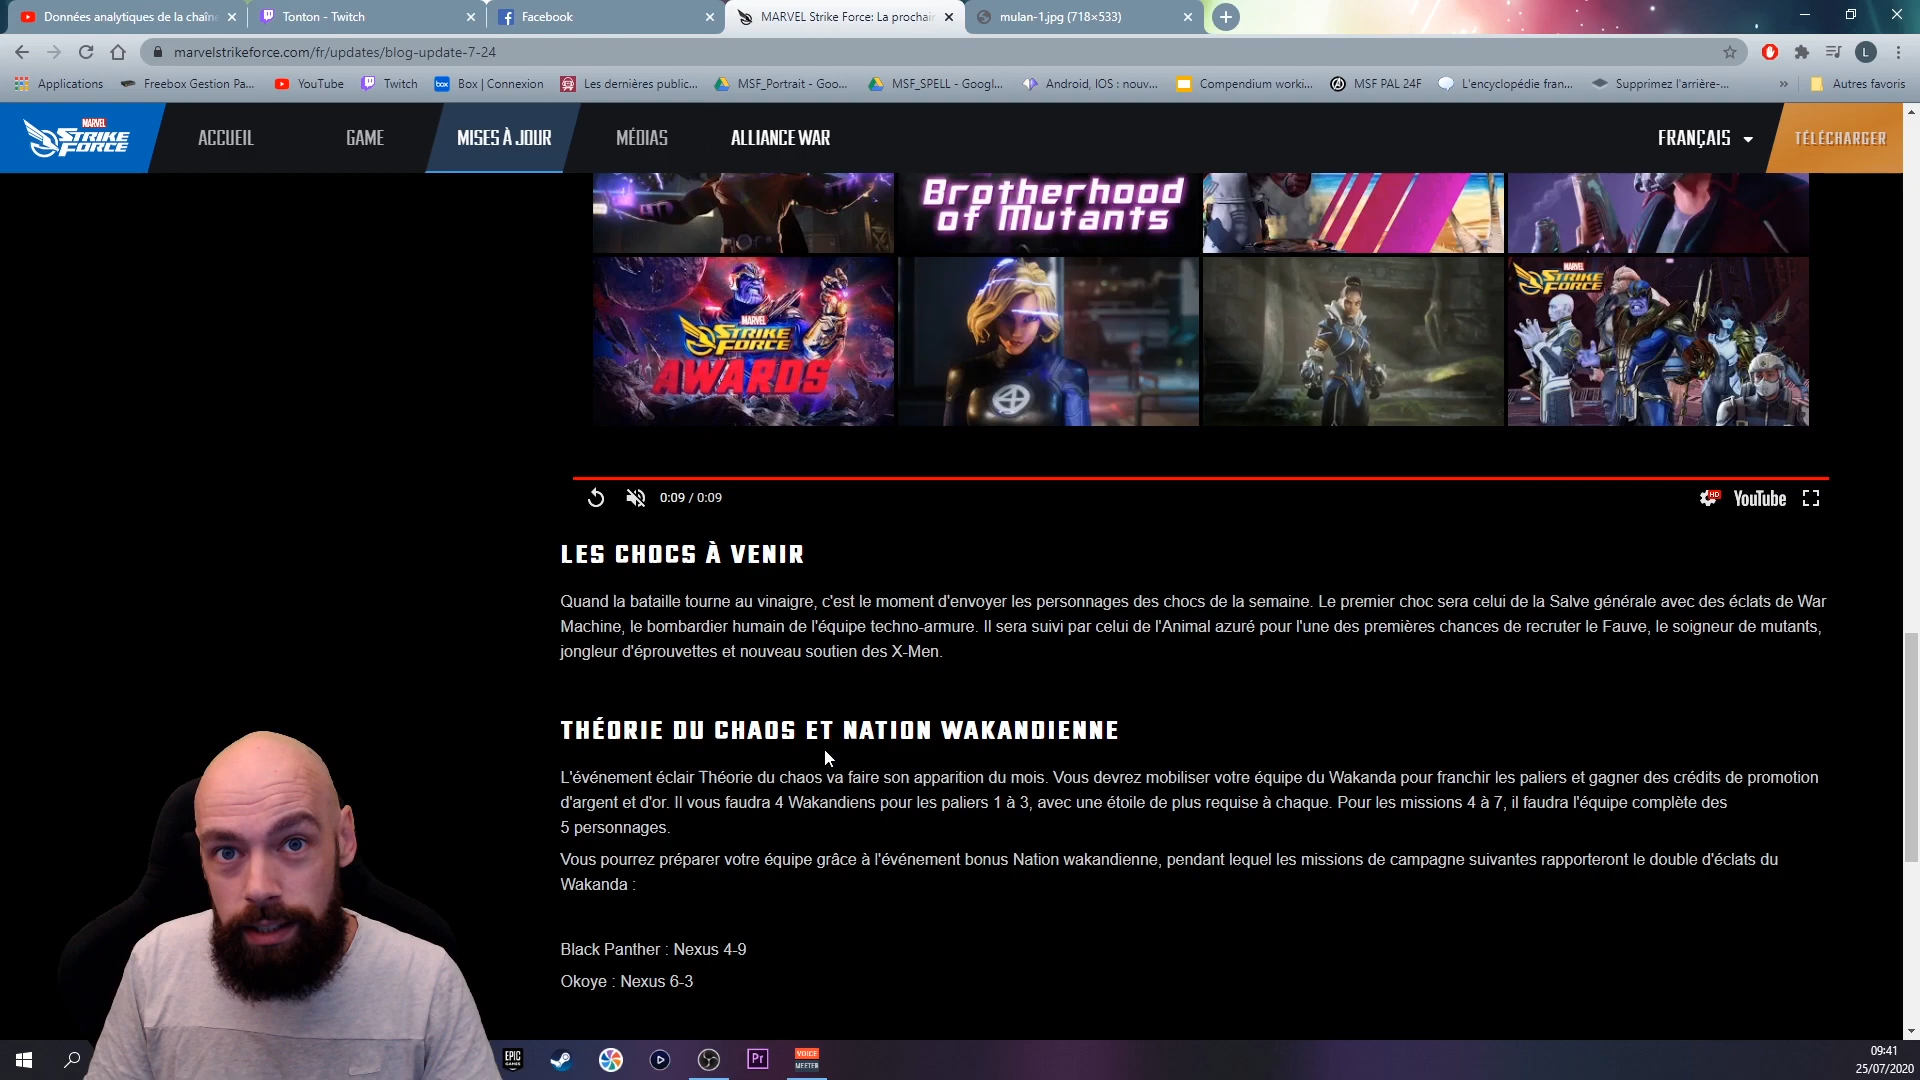 Données analytiques de la chaîn
Tonton - Twitch
Facebook
MARVEL Strike Force: La prochair
mulan-1.jpg (718×533)
marvelstrikeforce.com/fr/updates/blog-update-7-24
Applications
Freebox Gestion Pa...
YouTube
Twitch
Box | Connexion
Les dernières public...
MSF_Portrait - Goo...
MSF_SPELL - Googl...
Android, IOS : nouv...
Compendium worki...
MSF PAL 24F
L'encyclopédie fran...
Supprimez l'arrière-...
»
Autres favoris
MARVEL
STRIKE
FORCE
ACCUEIL
GAME
MISES À JOUR
MÉDIAS
ALLIANCE WAR
FRANÇAIS
TÉLÉCHARGER
Brotherhood
of Mutants
MARVEL
STRIKE
FORCE
AWARDS
4
MARVEL
STRIKE
FORCE
0:09 / 0:09
HD
YouTube
LES CHOCS À VENIR
Quand la bataille tourne au vinaigre, c'est le moment d'envoyer les personnages des chocs de la semaine. Le premier choc sera celui de la Salve générale avec des éclats de War
Machine, le bombardier humain de l'équipe techno-armure. Il sera suivi par celui de l'Animal azuré pour l'une des premières chances de recruter le Fauve, le soigneur de mutants,
jongleur d'éprouvettes et nouveau soutien des X-Men.
THÉORIE DU CHAOS ET NATION WAKANDIENNE
L'événement éclair Théorie du chaos va faire son apparition du mois. Vous devrez mobiliser votre équipe du Wakanda pour franchir les paliers et gagner des crédits de promotion
d'argent et d'or. Il vous faudra 4 Wakandiens pour les paliers 1 à 3, avec une étoile de plus requise à chaque. Pour les missions 4 à 7, il faudra l'équipe complète des
5 personnages.
Vous pourrez préparer votre équipe grâce à l'événement bonus Nation wakandienne, pendant lequel les missions de campagne suivantes rapporteront le double d'éclats du
Wakanda :
Black Panther : Nexus 4-9
Okoye : Nexus 6-3
EPIC
GAMES
Pr
VOICE
MEETER
09:41
25/07/2020